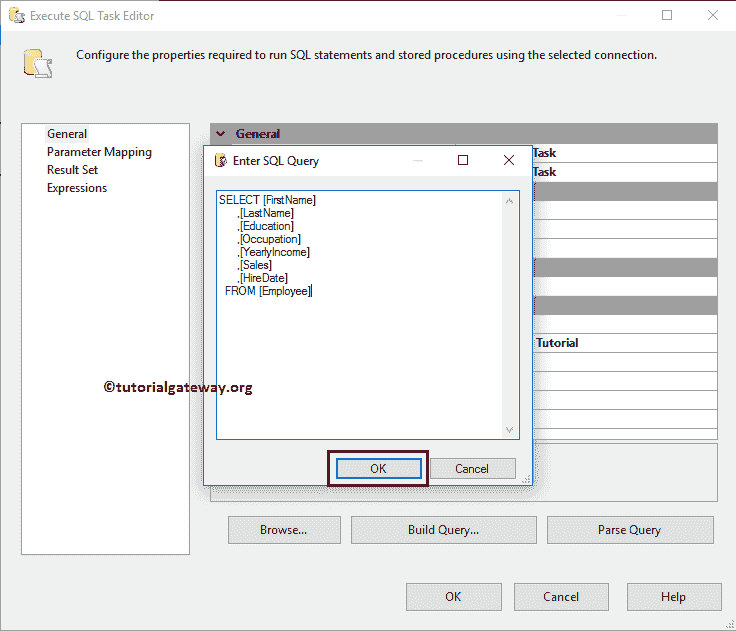 Execute SQL Task Editor
Configure the properties required to run SQL statements and stored procedures using the selected connection.
General
Parameter Mapping
Result Set
Expressions
General
Task
Task
Tutorial
Enter SQL Query
SELECT [FirstName]
,[LastName]
,[Education]
,[Occupation]
,[YearlyIncome]
,[Sales]
,[HireDate]
FROM [Employee]
©tutorialgateway.org
OK
Cancel
Browse...
Build Query...
Parse Query
OK
Cancel
Help